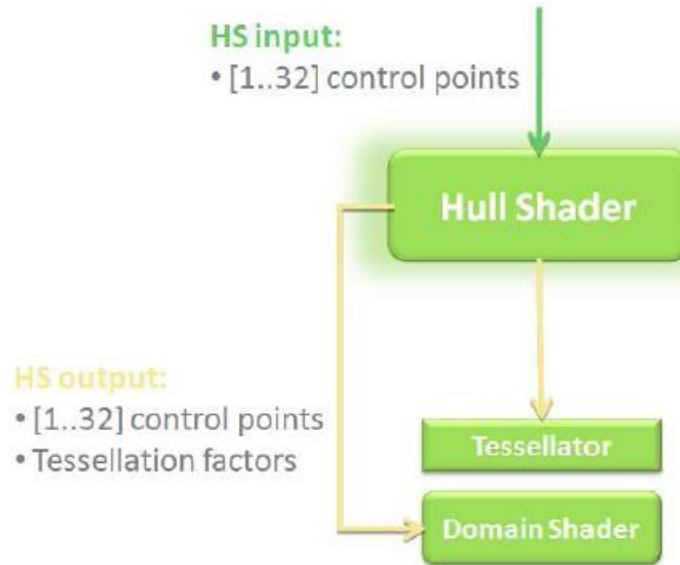 HS input:
• [1..32] control points
Hull Shader
HS output:
• [1..32] control points
• Tessellation factors
Tessellator
Domain Shader